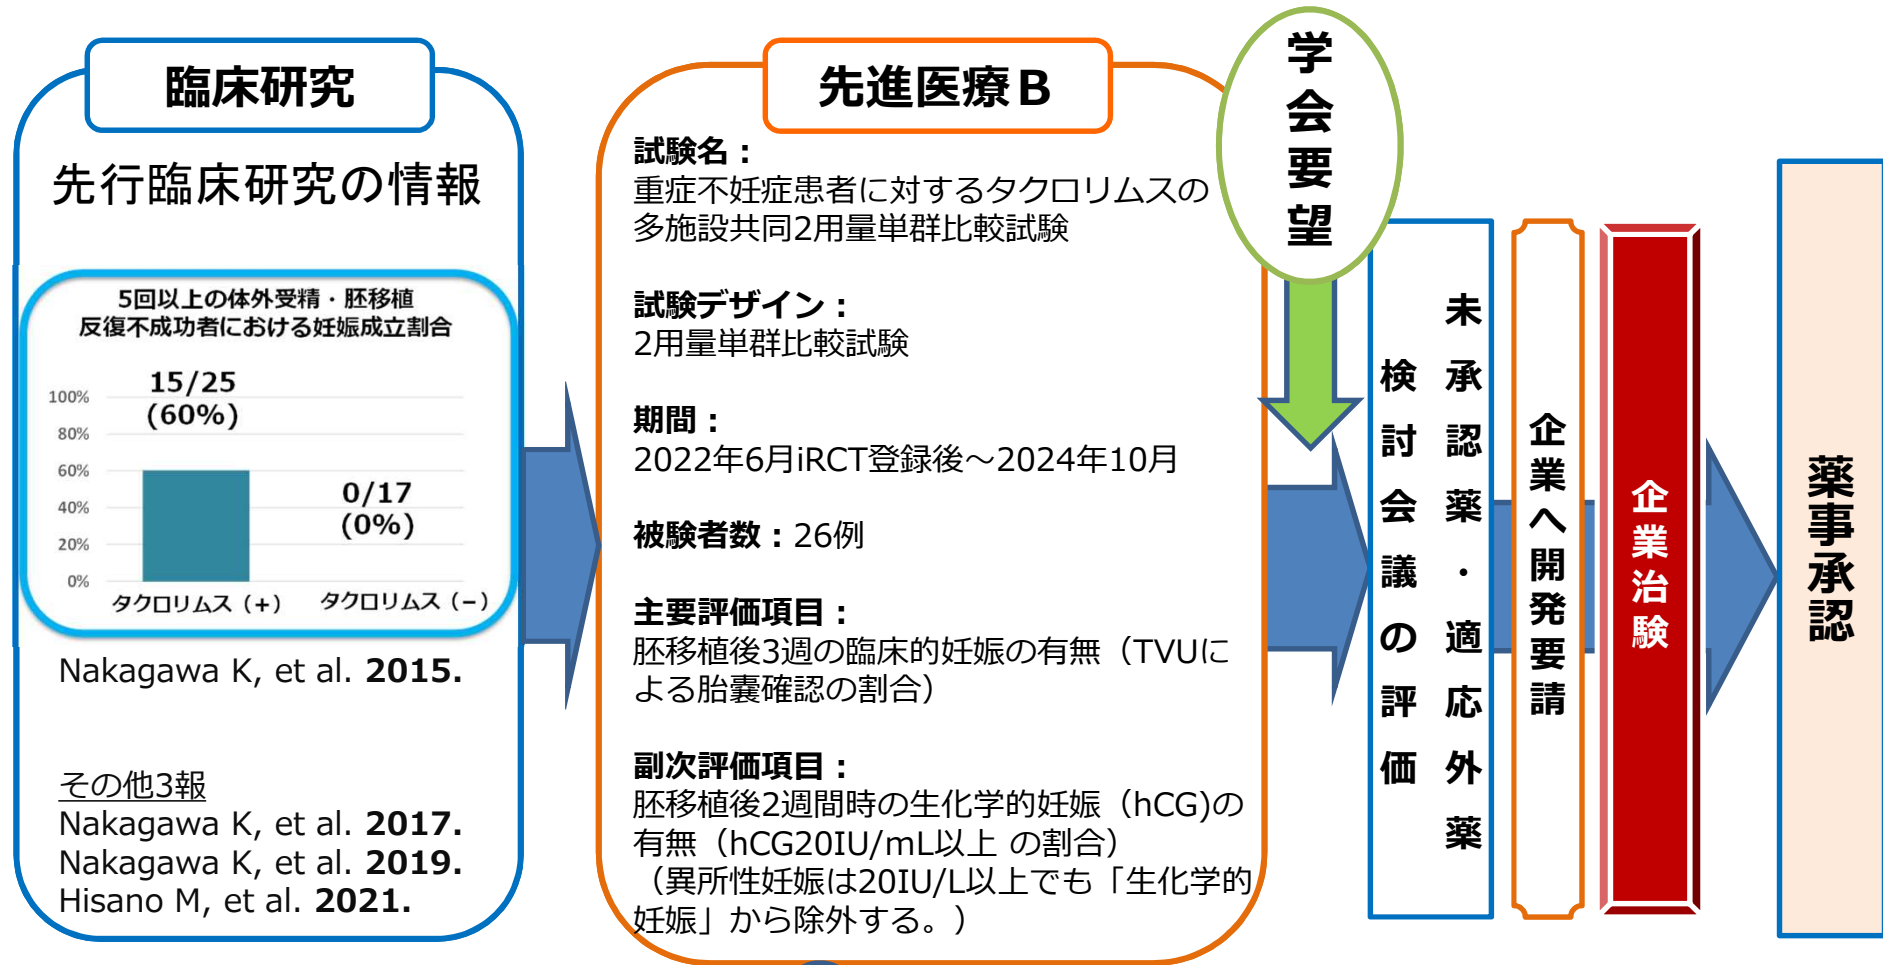 臨床研究
先行臨床研究の情報
5回以上の体外受精・胚移植
反復不成功者における妊娠成立割合
15/25
(60%)
0/17
(0%)
100%
80%
60%
40%
20%
0%
タクロリムス（+）
タクロリムス（−）
Nakagawa K, et al. 2015.
その他3報
Nakagawa K, et al. 2017.
Nakagawa K, et al. 2019.
Hisano M, et al. 2021.
先進医療B
試験名：
重症不妊症患者に対するタクロリムスの
多施設共同2用量単群比較試験
試験デザイン：
2用量単群比較試験
期間：
2022年6月iRCT登録後～2024年10月
被験者数：26例
主要評価項目：
胚移植後3週の臨床的妊娠の有無（TVUに
よる胎嚢確認の割合）
副次評価項目：
胚移植後2週間時の生化学的妊娠（hCG)の
有無（hCG20IU/mL以上 の割合）
（異所性妊娠は20IU/L以上でも「生化学的
妊娠」から除外する。）
学会要望
未承認薬・適応外薬
検討会議の評価
企業へ開発要請
企業治験
薬事承認